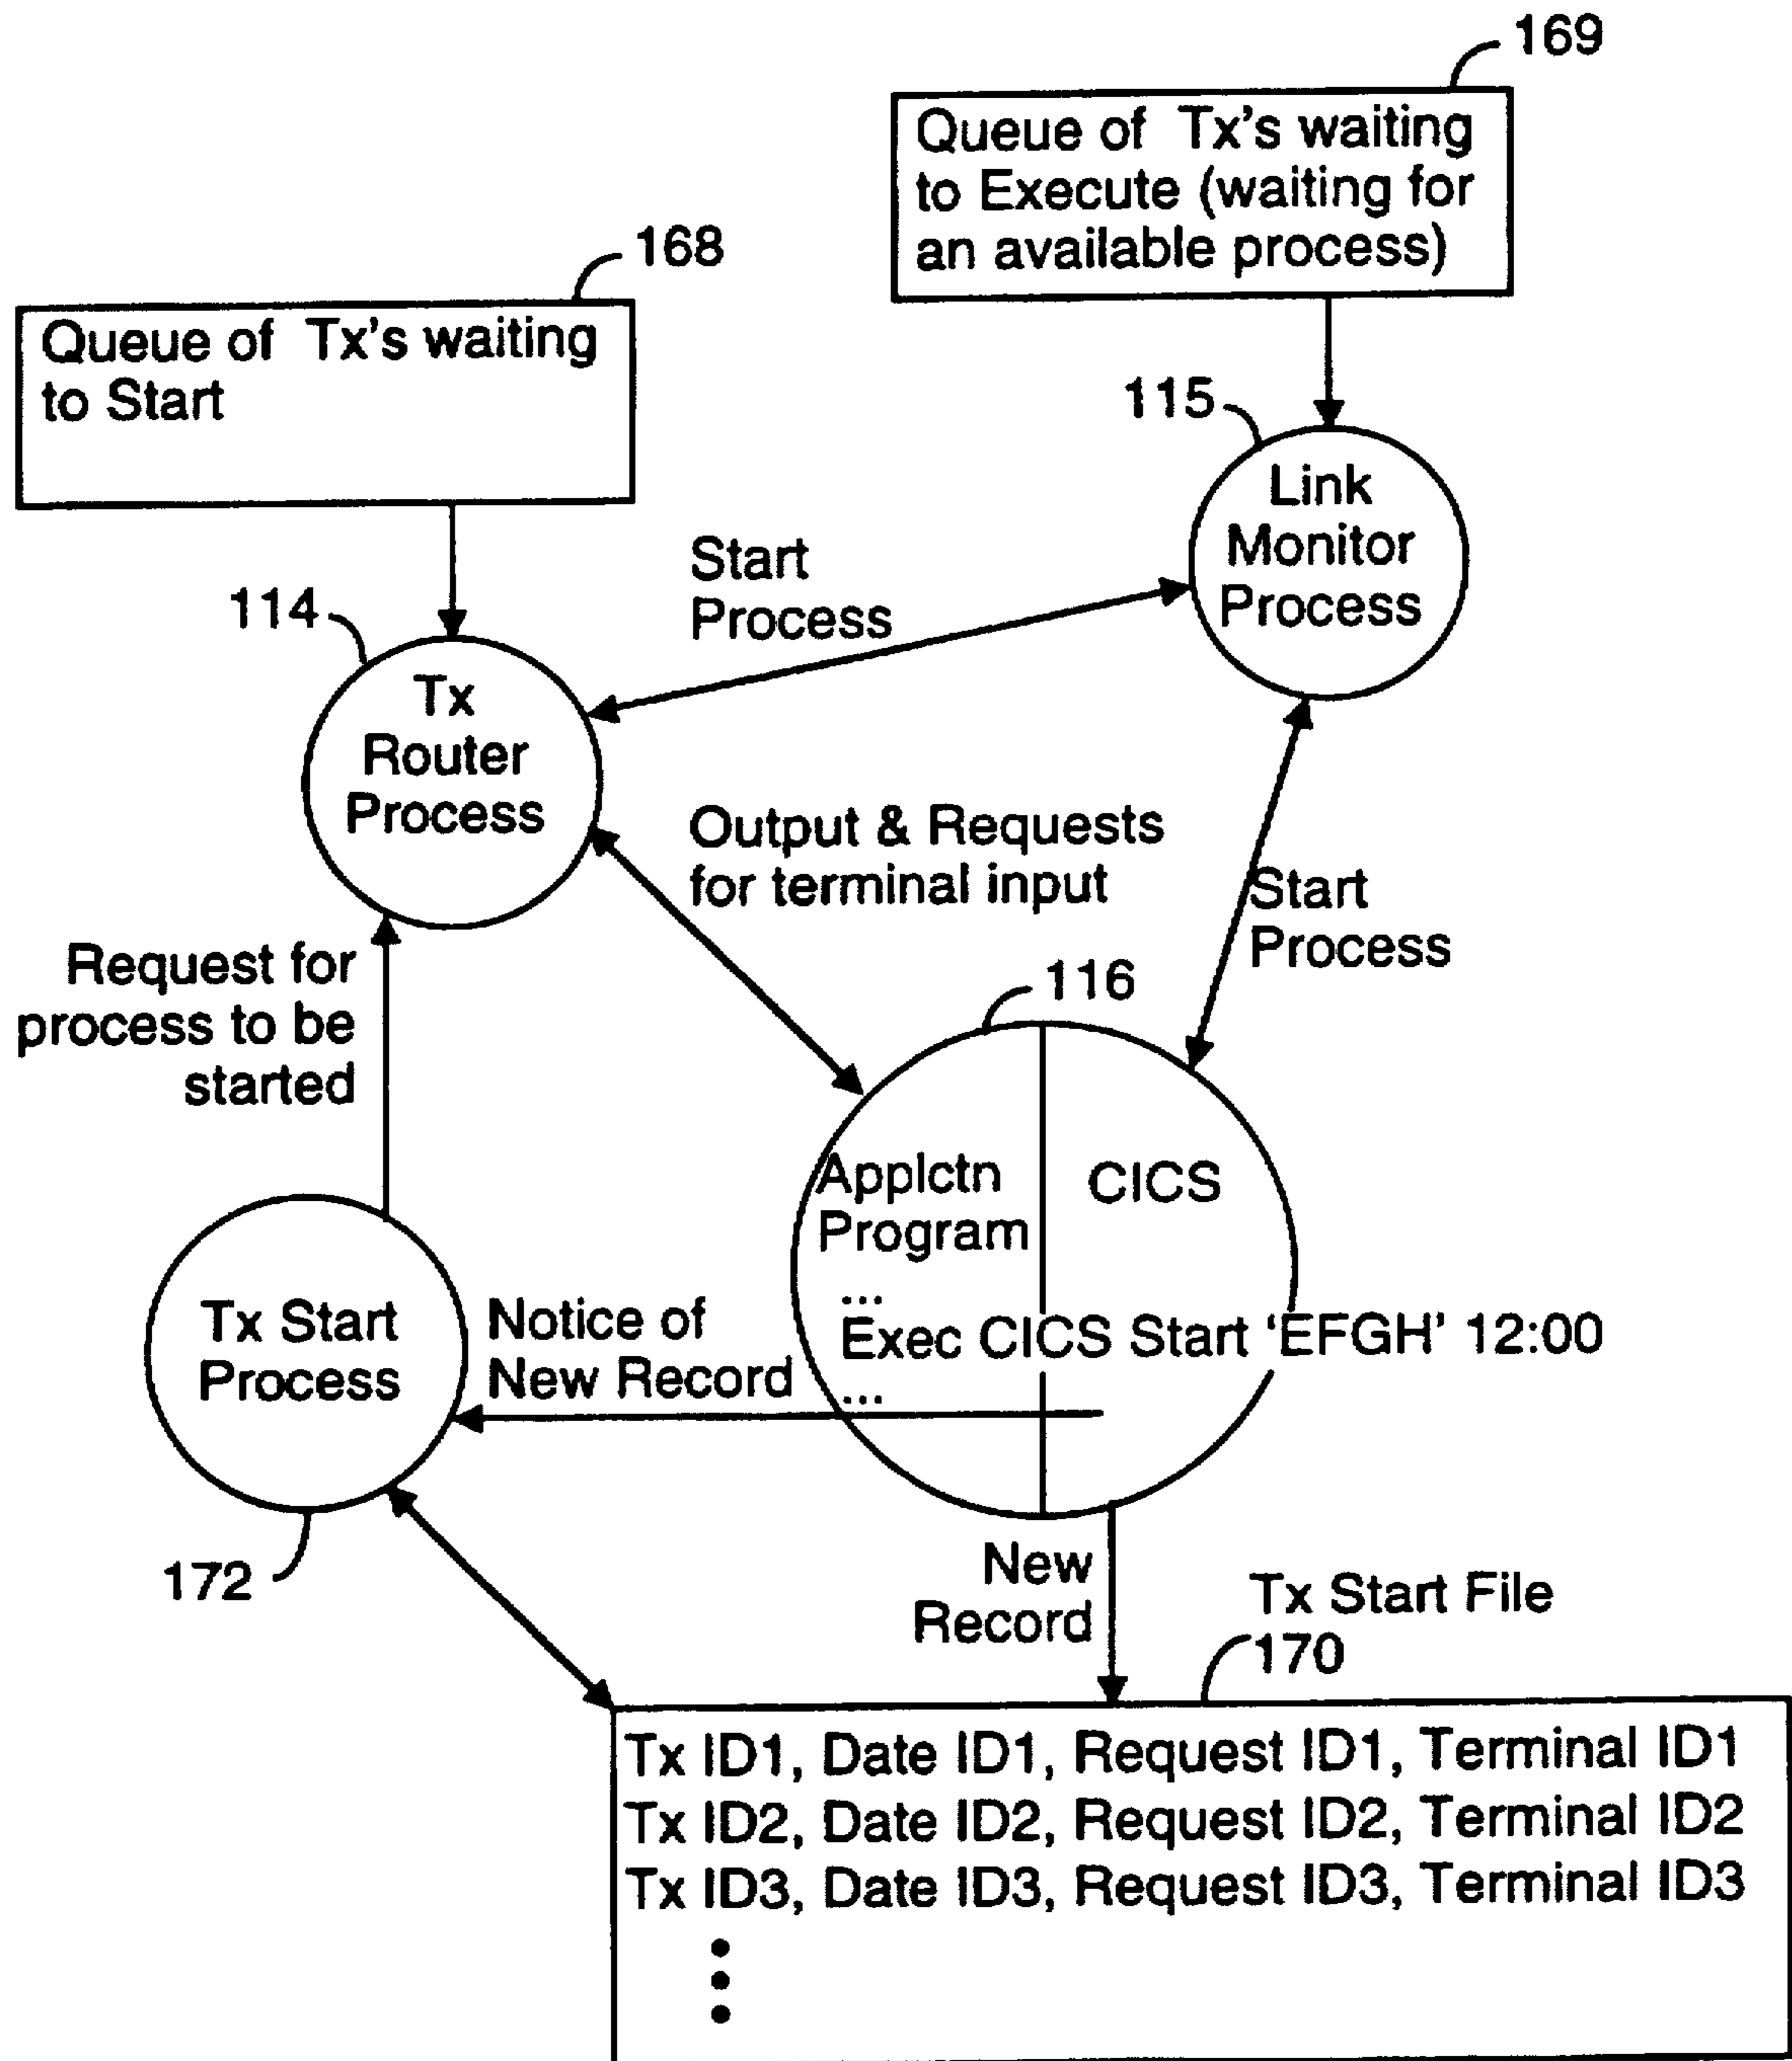 169
Queue of Tx's waiting
to Execute (waiting for
an available process)
168
Queue of Tx's waiting
to Start
115
Link
Monitor
Process
Start
Process
114
Tx
Router
Process
Output & Requests
for terminal input
Start
Process
Request for
process to be
started
116
Applctn
Program
CICS
...
Exec CICS Start ‘EFGH’ 12:00
...
Tx Start
Process
Notice of
New Record
172
New
Record
Tx Start File
170
Tx ID1, Date ID1, Request ID1, Terminal ID1
Tx ID2, Date ID2, Request ID2, Terminal ID2
Tx ID3, Date ID3, Request ID3, Terminal ID3